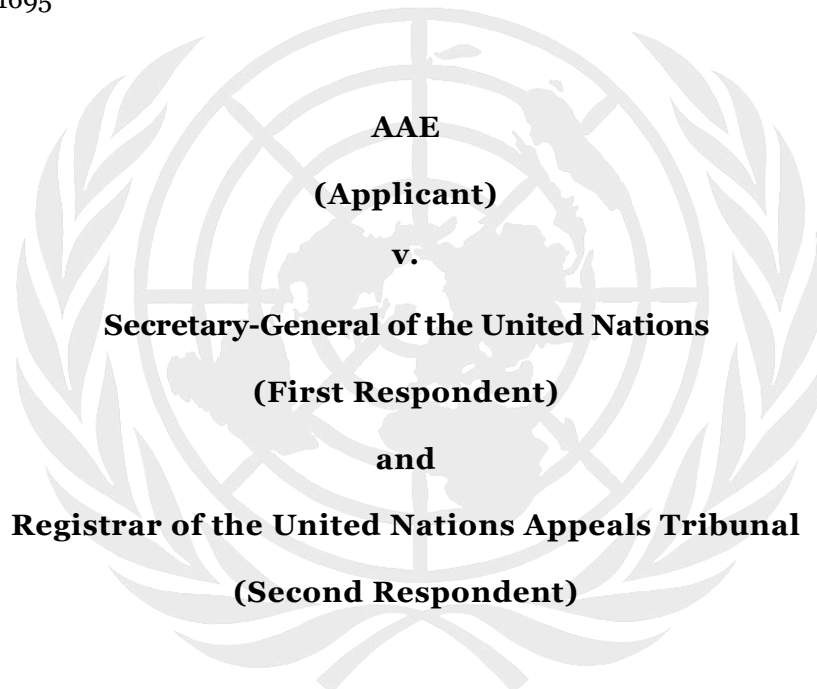 1695
AAE
(Applicant)
v.
Secretary-General of the United Nations
(First Respondent)
and
Registrar of the United Nations Appeals Tribunal
(Second Respondent)